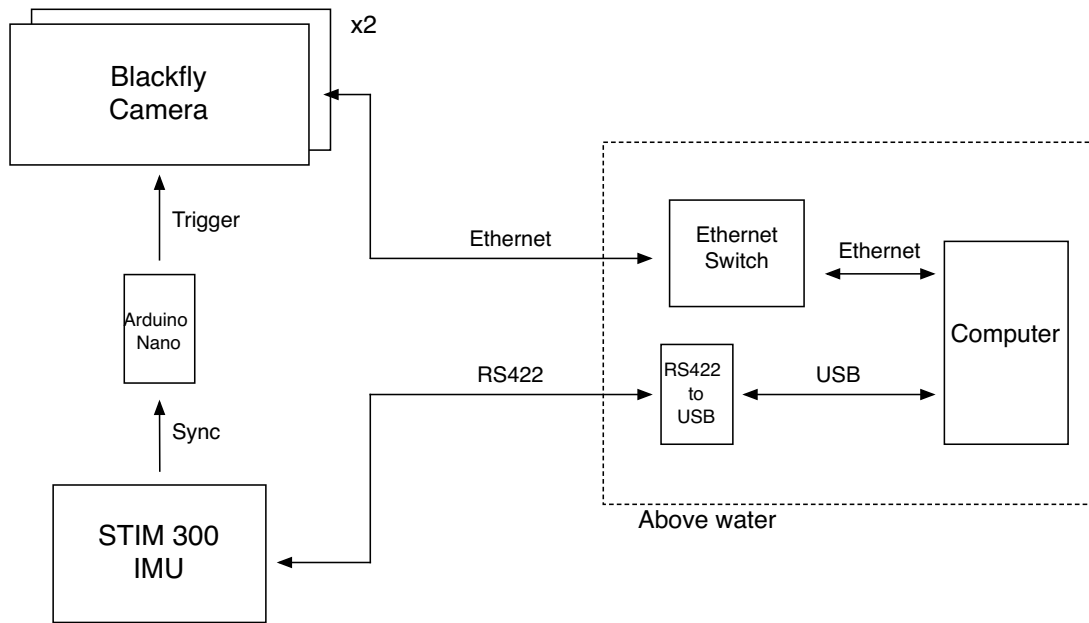 x2
Blackfly
Camera
Trigger
Ethernet
Ethernet
Switch
Ethernet
Arduino
Nano
Computer
RS422
RS422
to
USB
USB
Sync
Above water
STIM 300
IMU